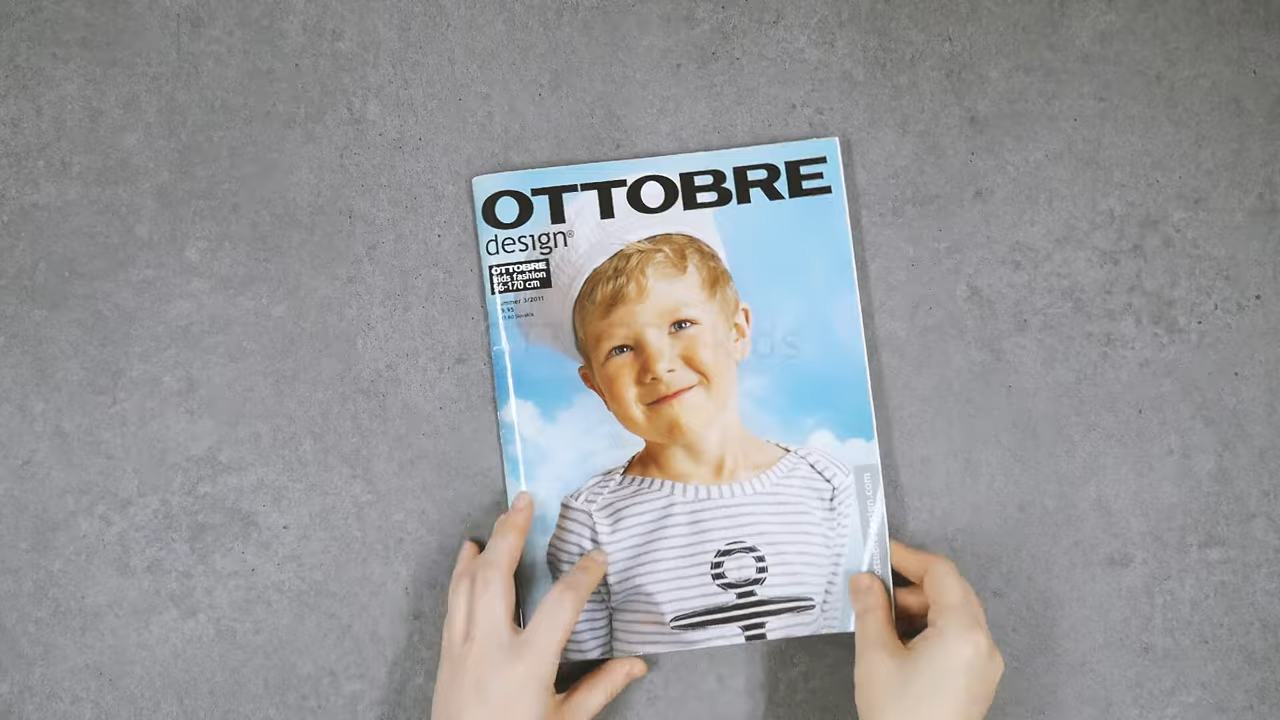 OTTOBRE
design®
OTTOBRE
kids fashion
56-170 cm
summer 3/2011